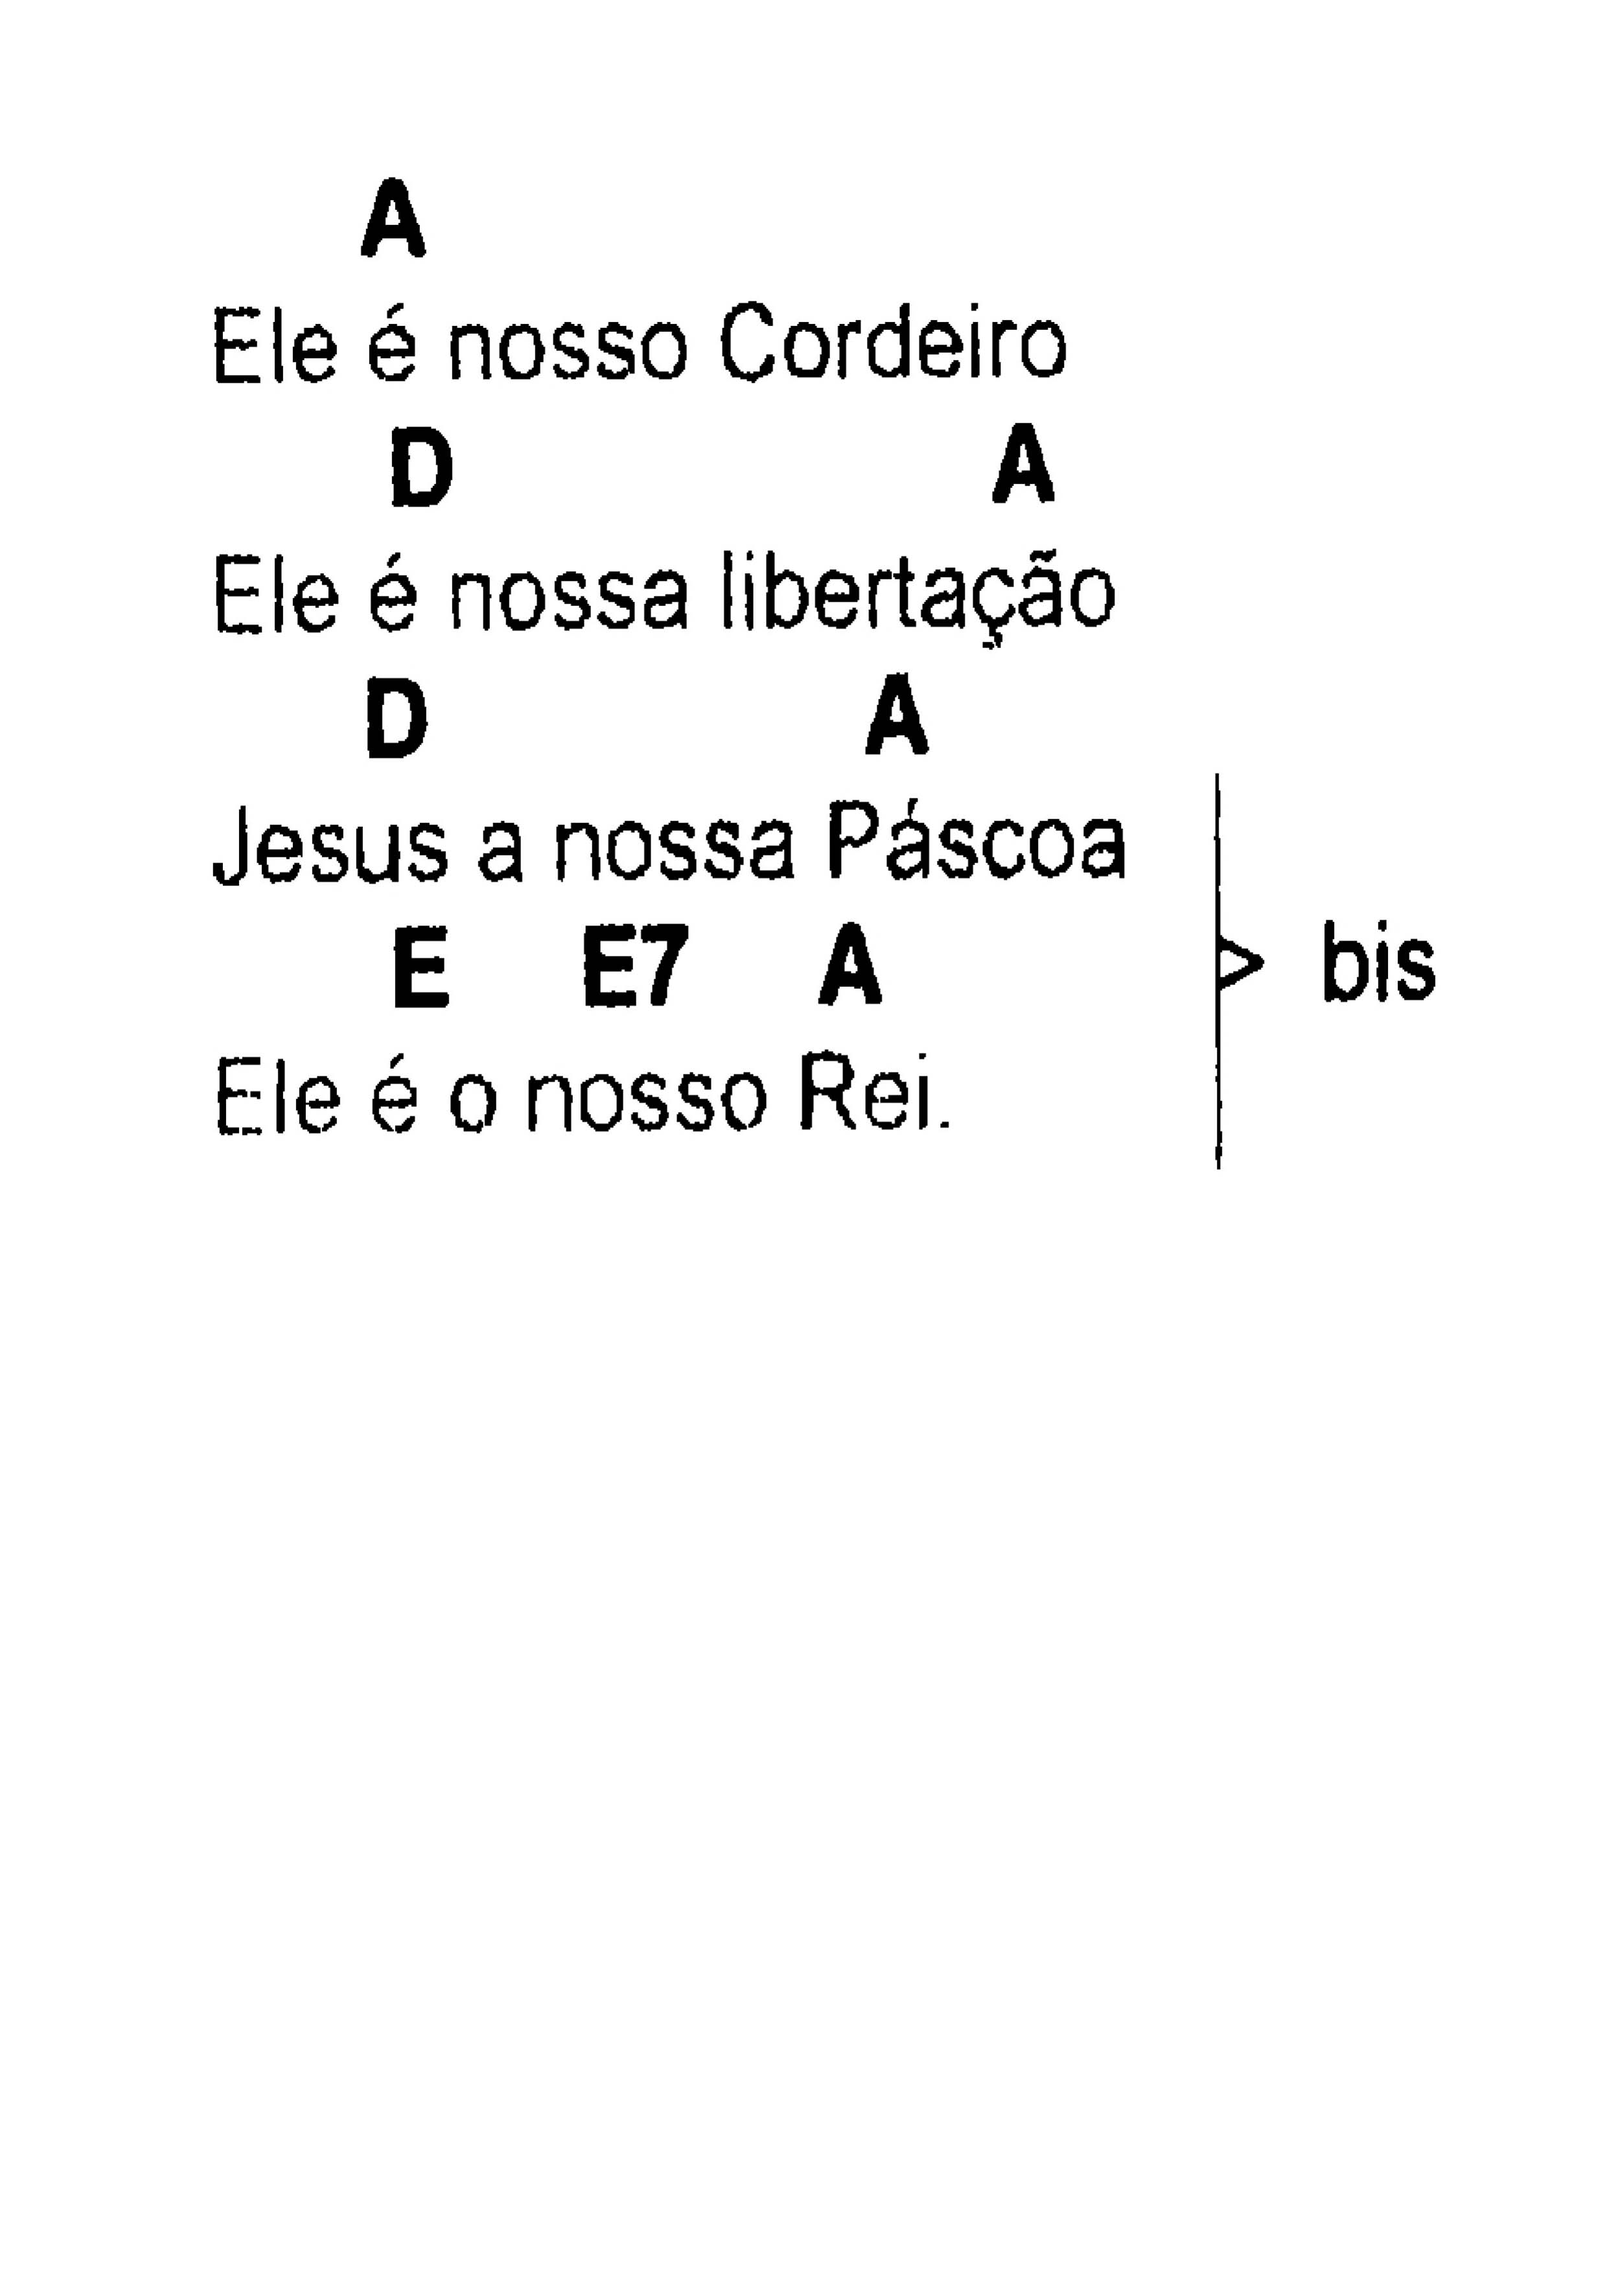 A
Ele é nosso Cordeiro
D A
Ele é nossa libertação
D A
Jesus a nossa Páscoa
E E7 A
bis
Ele é o nosso Rei.